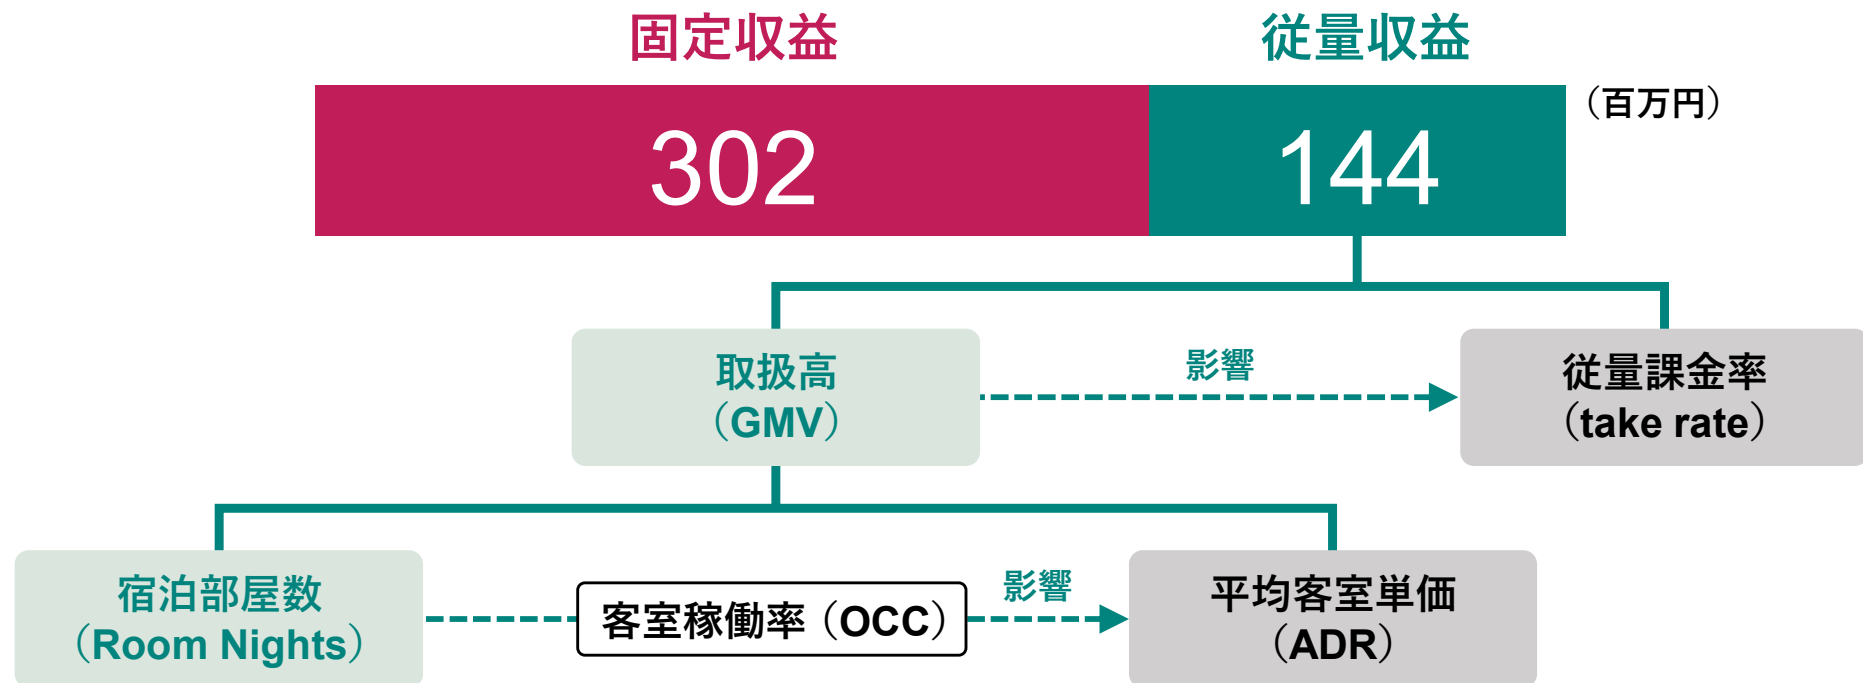 固定収益
従量収益
302
144
（百万円）
取扱高
（GMV）
影響
従量課金率
（take rate）
宿泊部屋数
（Room Nights）
客室稼働率（OCC）
影響
平均客室単価
（ADR）